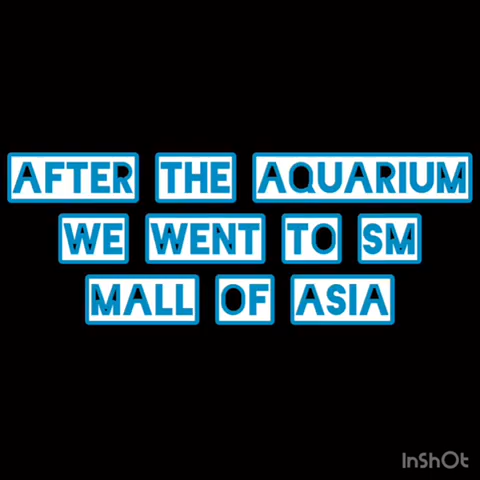 AFTER THE AQUARIUM
WE WENT TO SM
MALL OF ASIA
InShOt